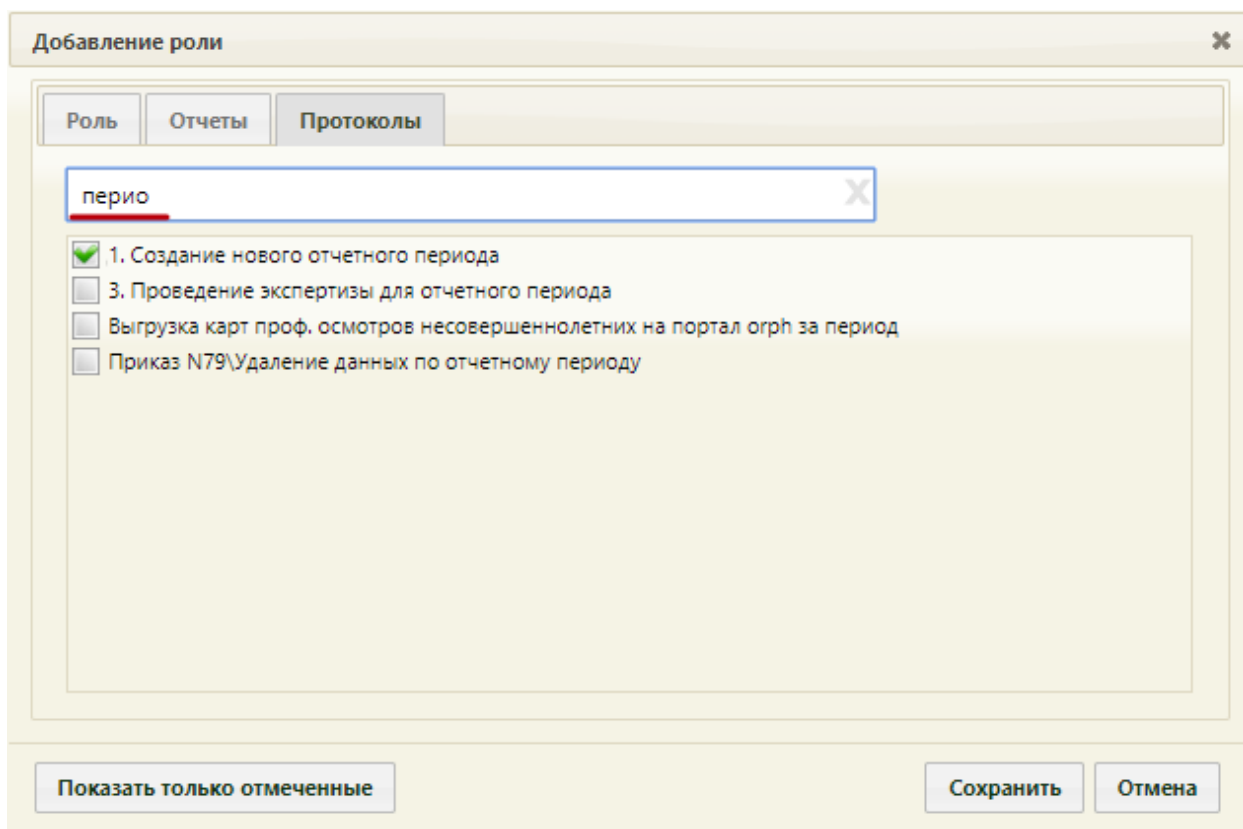 Добавление роли
Роль Отчеты Протоколы
перио
1. Создание нового отчетного периода
3. Проведение экспертизы для отчетного периода
Выгрузка карт проф. осмотров несовершеннолетних на портал orph за период
Приказ N79\Удаление данных по отчетному периоду
Показать только отмеченные Сохранить Отмена